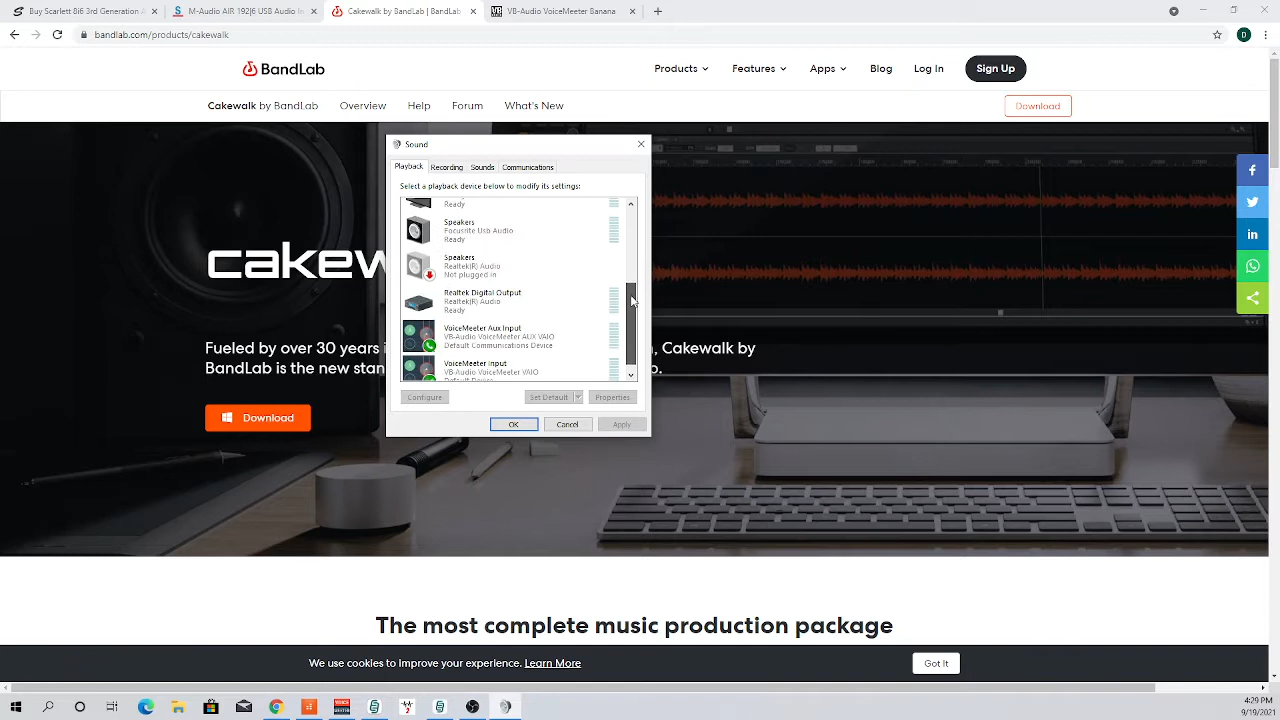 Buy Scarlett 8i6 3rd Generation A
M-Audio AIR 192|6 USB Audio In
Cakewalk by BandLab | BandLab
VB-Audio VoiceMeeter Banana
bandlab.com/products/cakewalk
D
BandLab
Products
Features
Apps
Blog
Log In
Sign Up
Cakewalk by BandLab
Overview
Help
Forum
What's New
Download
Sound
Playback
Recording
Sounds
Communications
Select a playback device below to modify its settings:
Ready
Speakers
Focusrite Usb Audio
Ready
Speakers
Realtek(R) Audio
Not plugged in
Realtek Digital Output
Realtek(R) Audio
Ready
VoiceMeeter Aux Input
VB-Audio VoiceMeeter AUX VAIO
Default Communications Device
VoiceMeeter Input
VB-Audio VoiceMeeter VAIO
Default Device
Configure
Set Default
Properties
OK
Cancel
Apply
cakew
Fueled by over 30 years i
, Cakewalk by
BandLab is the new stan
o.
Download
The most complete music production package
We use cookies to improve your experience. Learn More
Got It
4:29 PM
9/19/2021